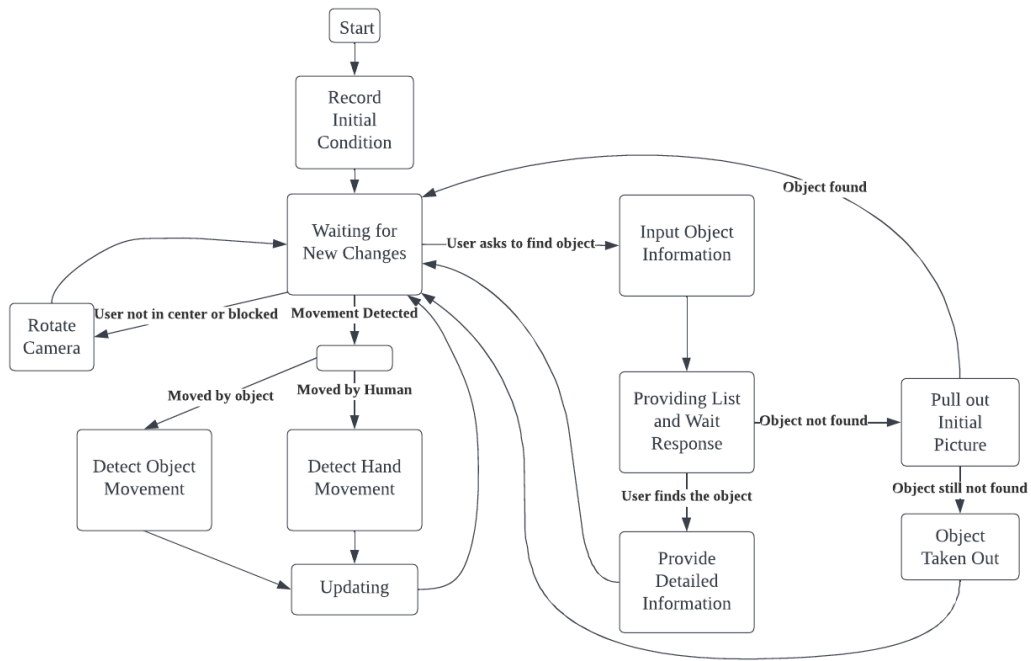 Start
Record
Initial
Condition
Object found
Waiting for
New Changes
User asks to find object
Input Object
Information
User not in center or blocked
Movement Detected
Rotate
Camera
Moved by object
Moved by Human
Providing List
and Wait
Response
Object not found
Pull out
Initial
Picture
Detect Object
Movement
Detect Hand
Movement
User finds the object
Object still not found
Updating
Provide
Detailed
Information
Object
Taken Out